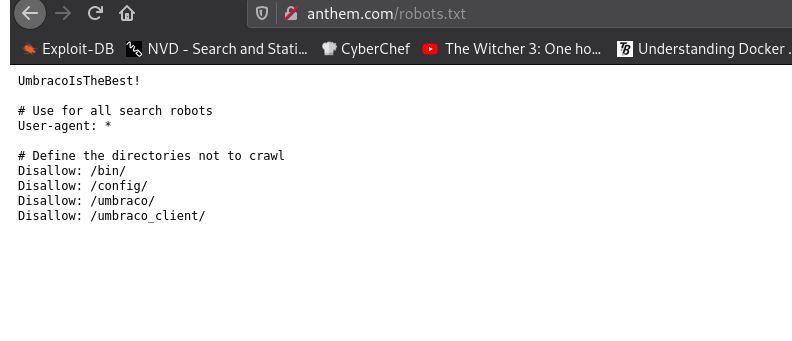 anthem.com/robots.txt
Exploit-DB NVD - Search and Stati... CyberChef The Witcher 3: One ho... TB Understanding Docker .
UmbracoIsTheBest!
# Use for all search robots
User-agent: *
# Define the directories not to crawl
Disallow: /bin/
Disallow: /config/
Disallow: /umbraco/
Disallow: /umbraco_client/